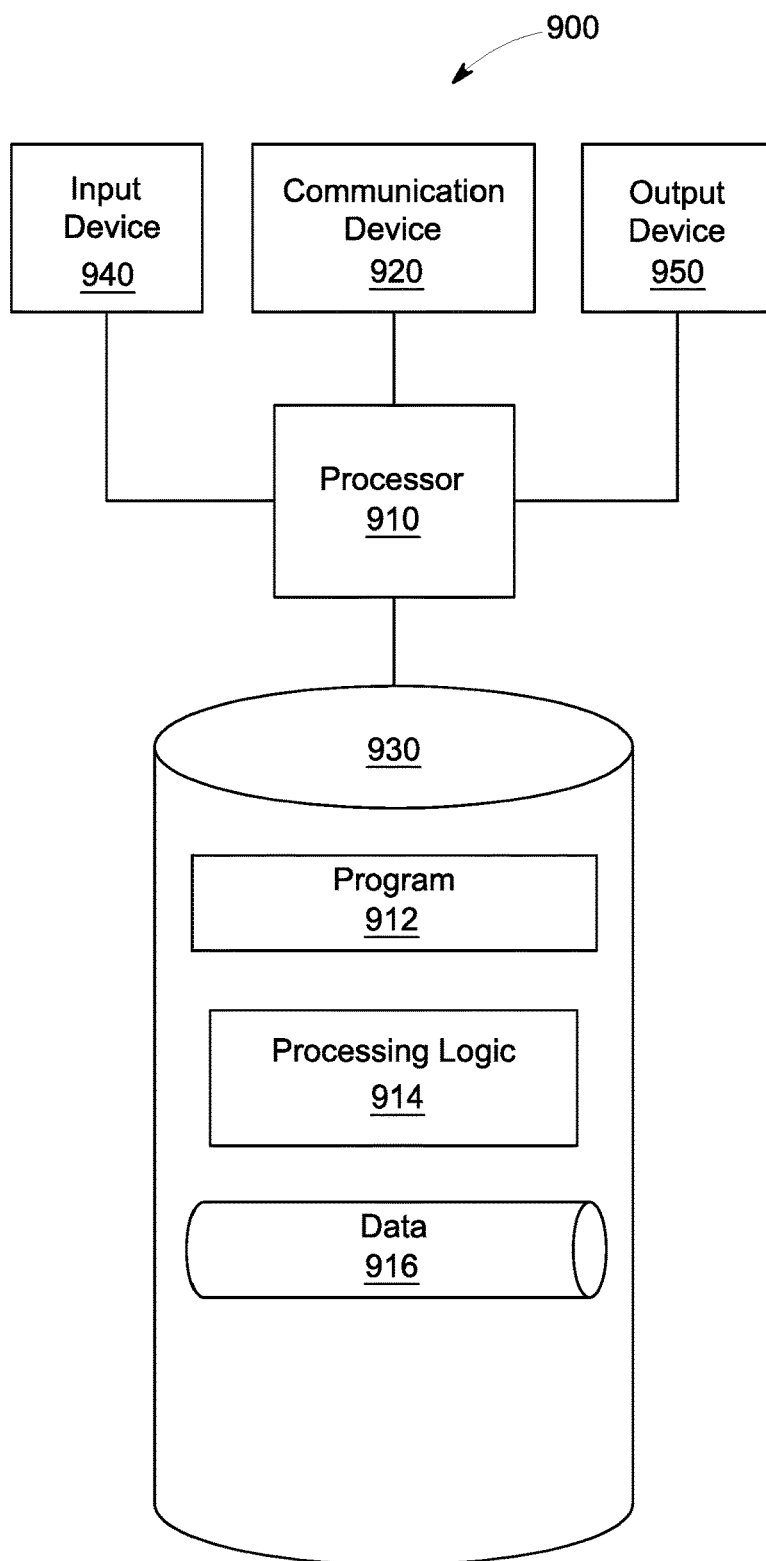 900
Input
Device
940
Communication
Device
920
Output
Device
950
Processor
910
930
Program
912
Processing Logic
914
Data
916